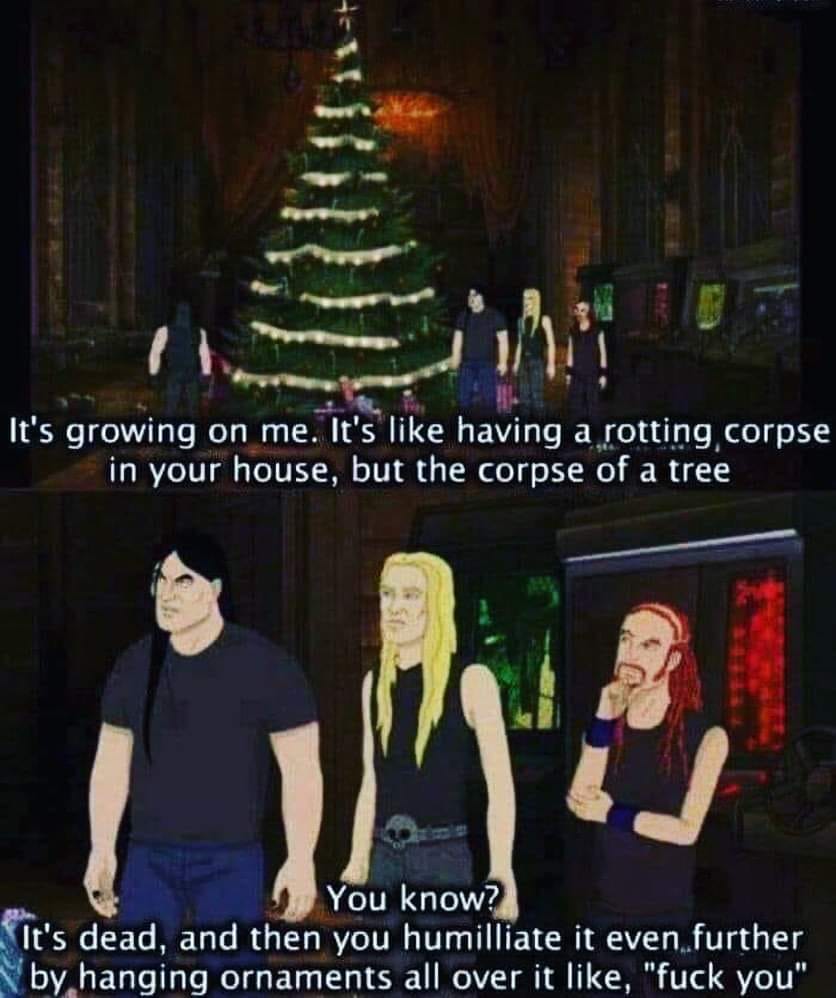 It's growing on me. It's like having a rotting corpse
in your house, but the corpse of a tree
You know?
It's dead, and then you humilliate it even further
by hanging ornaments all over it like, "fuck you"